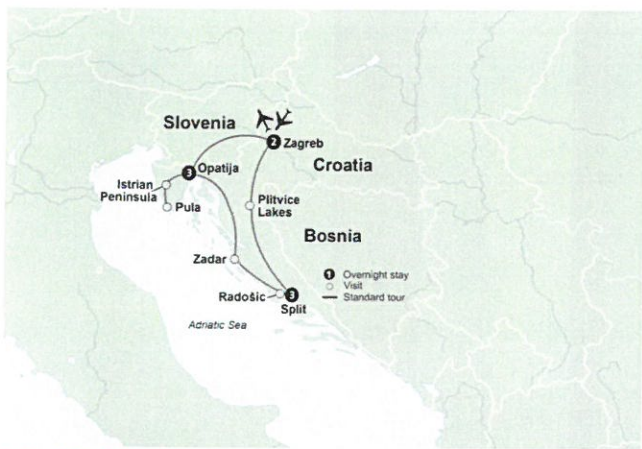 Slovenia
2
Zagreb
Croatia
3
Opatija
Istrian
Peninsula
Pula
Plitvice
Lakes
Bosnia
Zadar
1 Overnight stay
Visit
Standard tour
Radošic
3
Split
Adriatic Sea